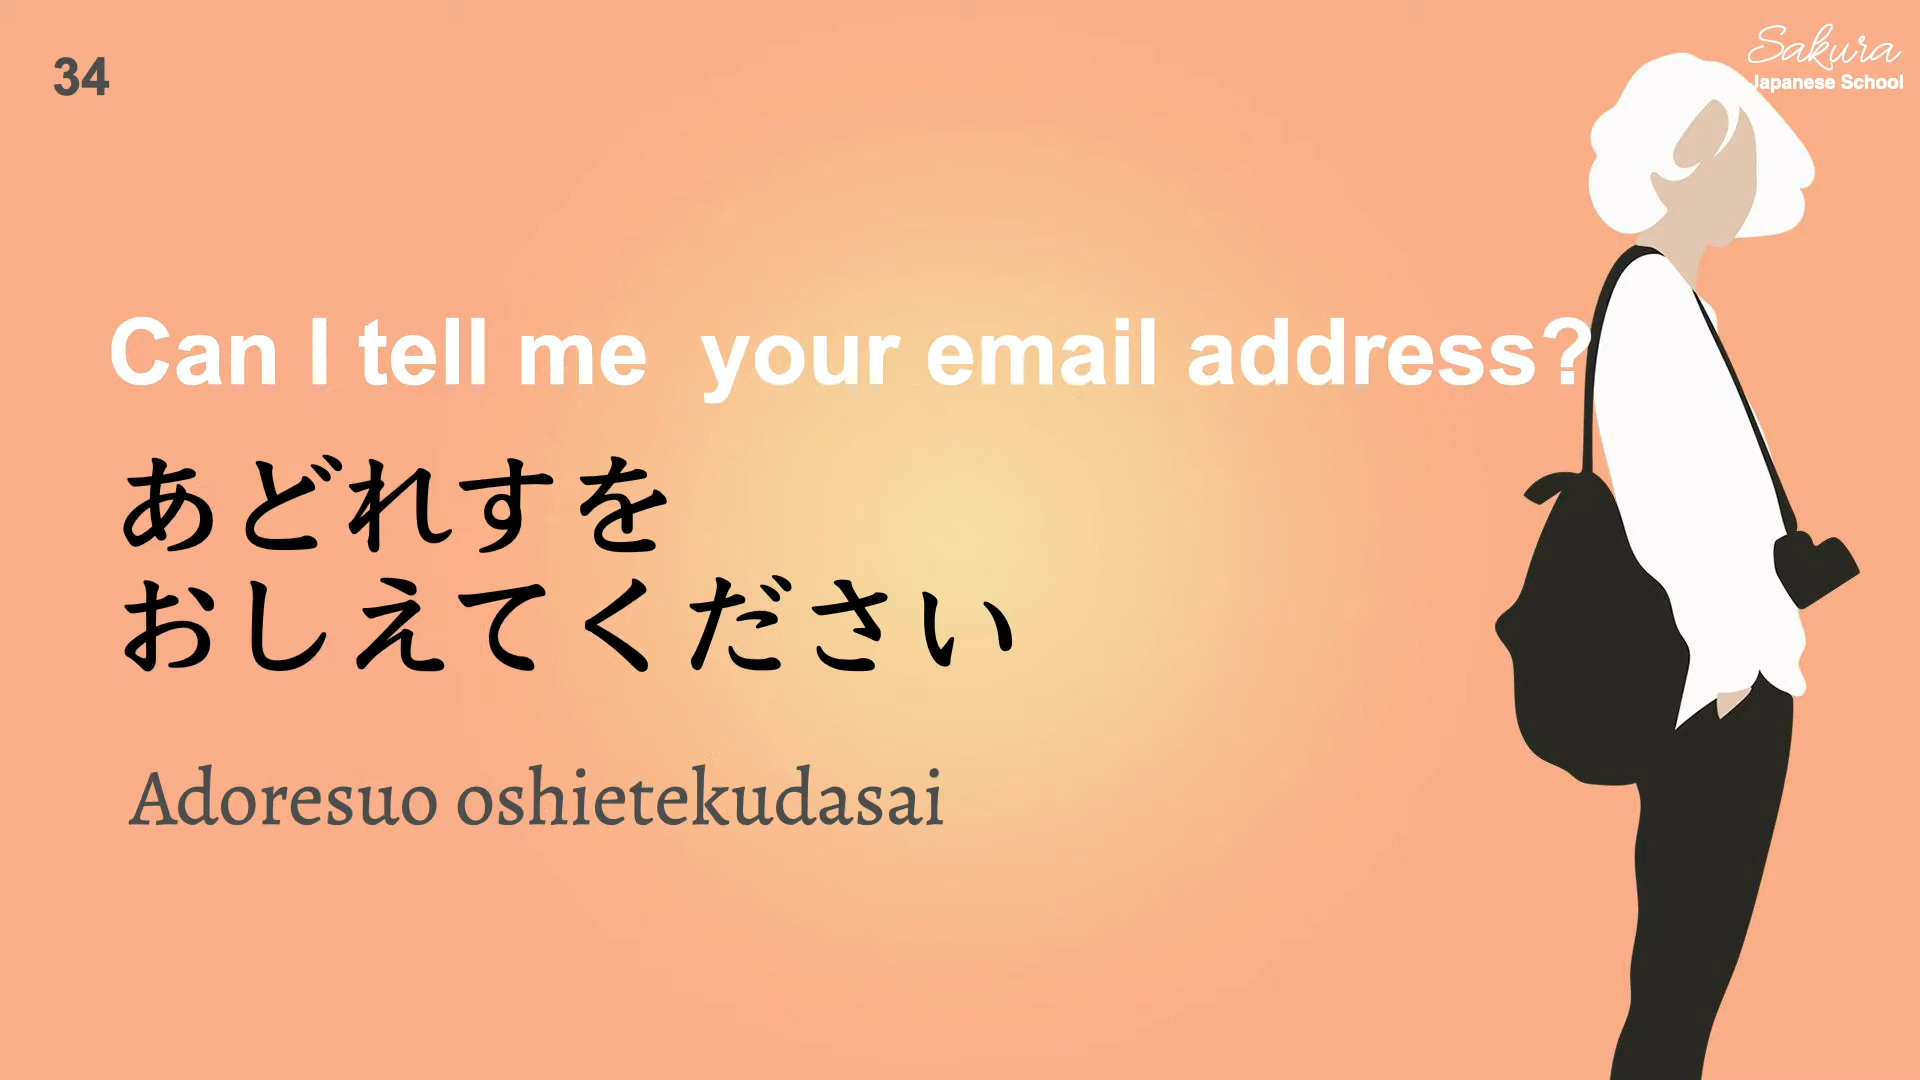 34
Sakura
Japanese School
Can I tell me  your email address?
あどれすを
おしえてください
Adoresuo oshietekudasai